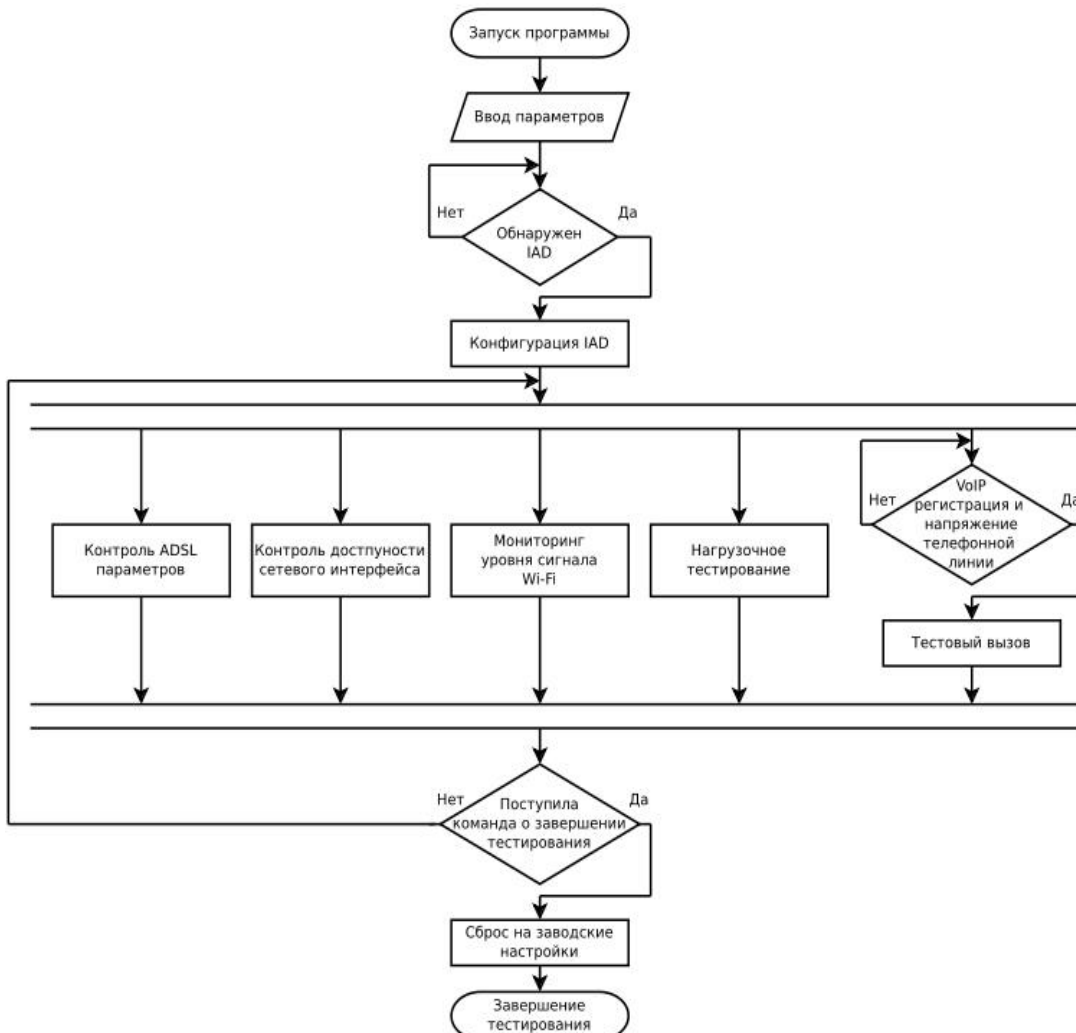 Запуск программы
Ввод параметров
Нет
Да
Обнаружен
IAD
Конфигурация IAD
Контроль ADSL
параметров
Контроль достпуности
сетевого интерфейса
Мониторинг
уровня сигнала
Wi-Fi
Нагрузочное
тестирование
Нет
VoIP
регистрация и
напряжение
телефонной
линии
Да
Тестовый вызов
Нет
Да
Поступила
команда о завершении
тестирования
Сброс на заводские
настройки
Завершение
тестирования